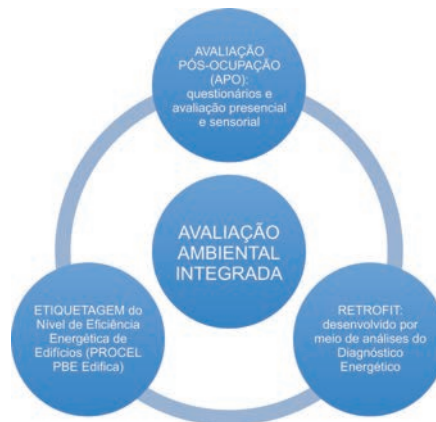 AVALIAÇÃO
PÓS-OCUPAÇÃO
(APO):
questionários e
avaliação presencial
e sensorial
AVALIAÇÃO
AMBIENTAL
INTEGRADA
ETIQUETAGEM do
Nível de Eficiência
Energética de
Edifícios (PROCEL
PBE Edifica)
RETROFIT:
desenvolvido por
meio de análises do
Diagnóstico
Energético